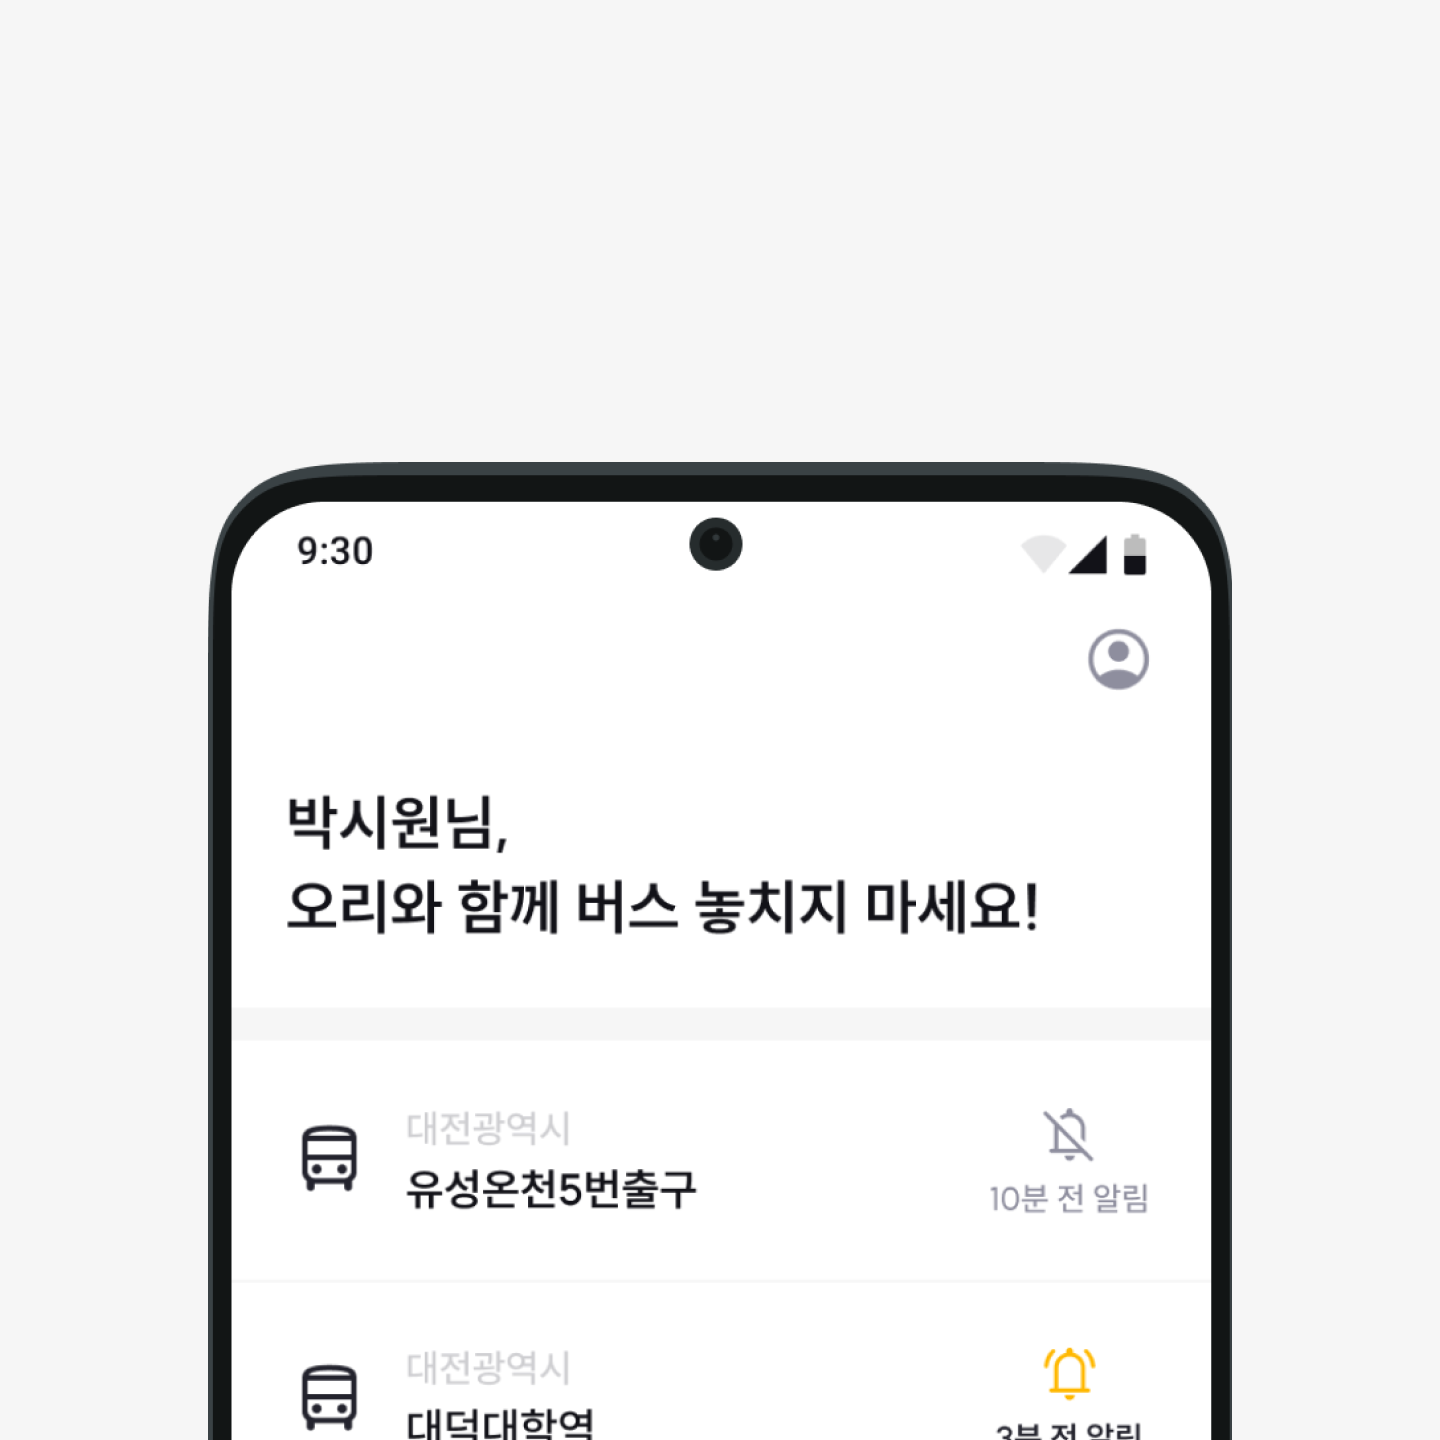 9:30
박시원님,
오리와 함께 버스 놓치지 마세요!
대전광역시
유성온천5번출구
10분 전 알림
대전광역시
대덕대학역
3분 전 알림